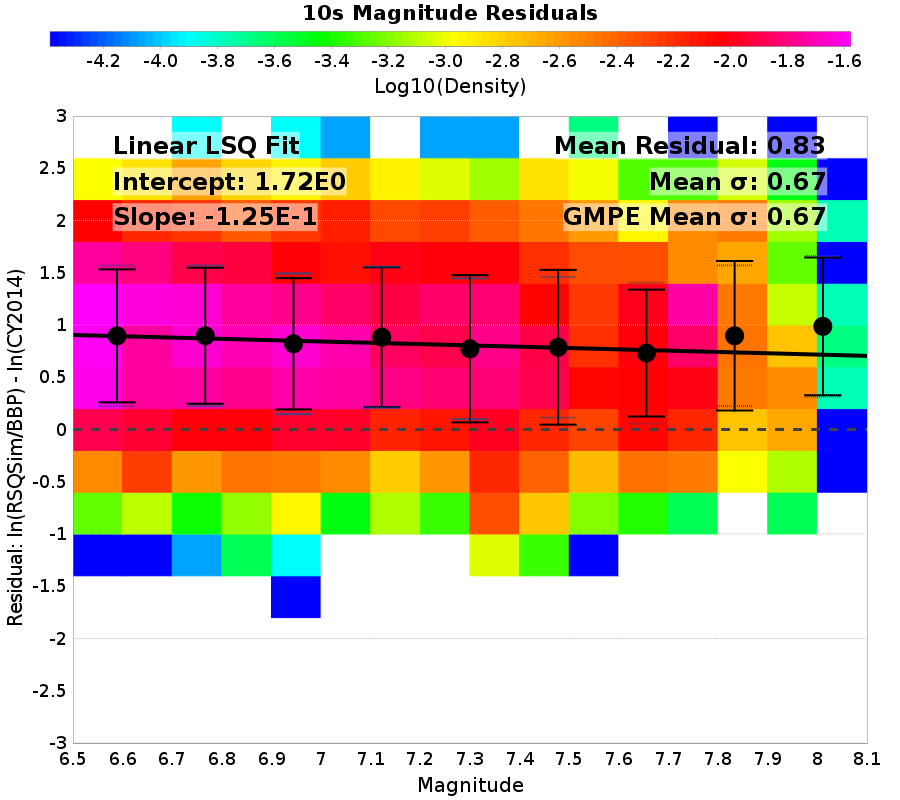 10s Magnitude Residuals
-4.2 -4.0 -3.8 -3.6 -3.4 -3.2 -3.0 -2.8 -2.6 -2.4 -2.2 -2.0 -1.8 -1.6
Log10(Density)
Linear LSQ Fit
Intercept: 1.72E0
Slope: -1.25E-1
Mean Residual: 0.83
Mean σ: 0.67
GMPE Mean σ: 0.67
Residual: ln(RSQSim/BBP) - ln(CY2014)
3
2.5
2
1.5
1
0.5
0
-0.5
-1
-1.5
-2
-2.5
-3
6.5 6.6 6.7 6.8 6.9 7 7.1 7.2 7.3 7.4 7.5 7.6 7.7 7.8 7.9 8 8.1
Magnitude